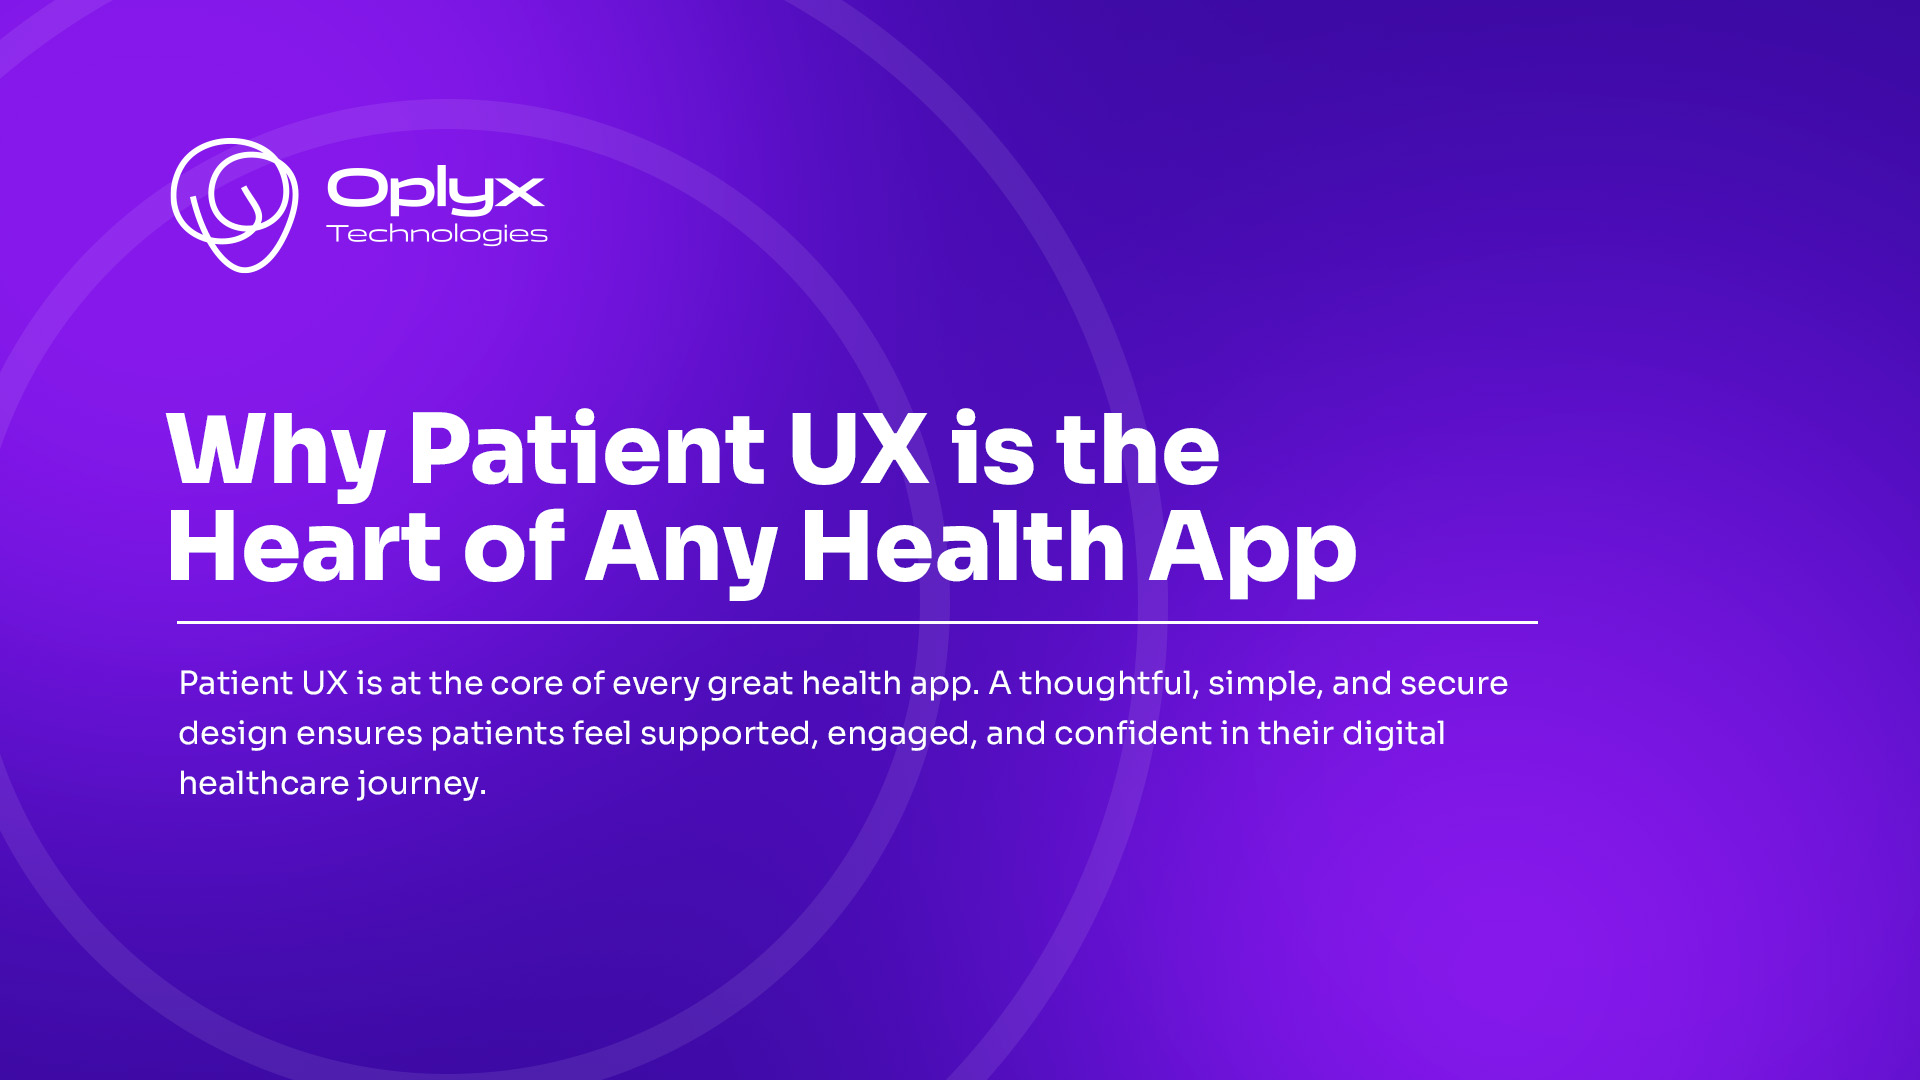 Oplyx
Technologies
Why Patient UX is the
Heart of Any Health App
Patient UX is at the core of every great health app. A thoughtful, simple, and secure
design ensures patients feel supported, engaged, and confident in their digital
healthcare journey.